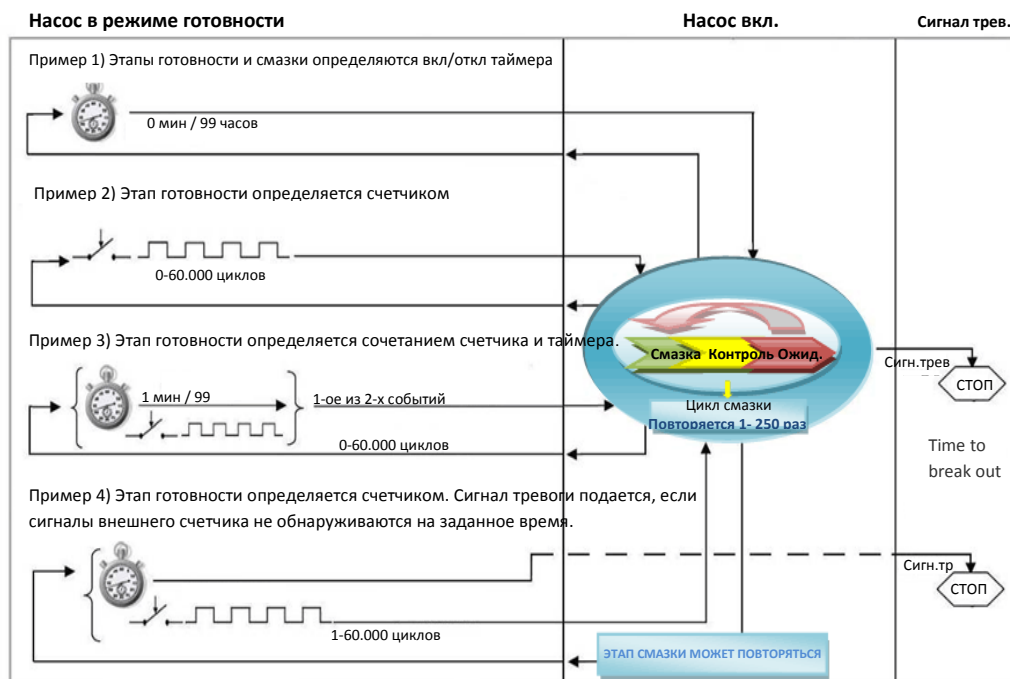 Насос в режиме готовности
Насос вкл.
Сигнал трев.
Пример 1) Этапы готовности и смазки определяются вкл/откл таймера
0 мин / 99 часов
Пример 2) Этап готовности определяется счетчиком
0-60.000 циклов
Пример 3) Этап готовности определяется сочетанием счетчика и таймера.
Смазка Контроль Ожид.
Сигн.трев
СТОП
1 мин / 99
1-ое из 2-х событий
Цикл смазки
Повторяется 1- 250 раз
0-60.000 циклов
Time to
break out
Пример 4) Этап готовности определяется счетчиком. Сигнал тревоги подается, если
сигналы внешнего счетчика не обнаруживаются на заданное время.
Сигн.тр
СТОП
1-60.000 циклов
ЭТАП СМАЗКИ МОЖЕТ ПОВТОРЯТЬСЯ